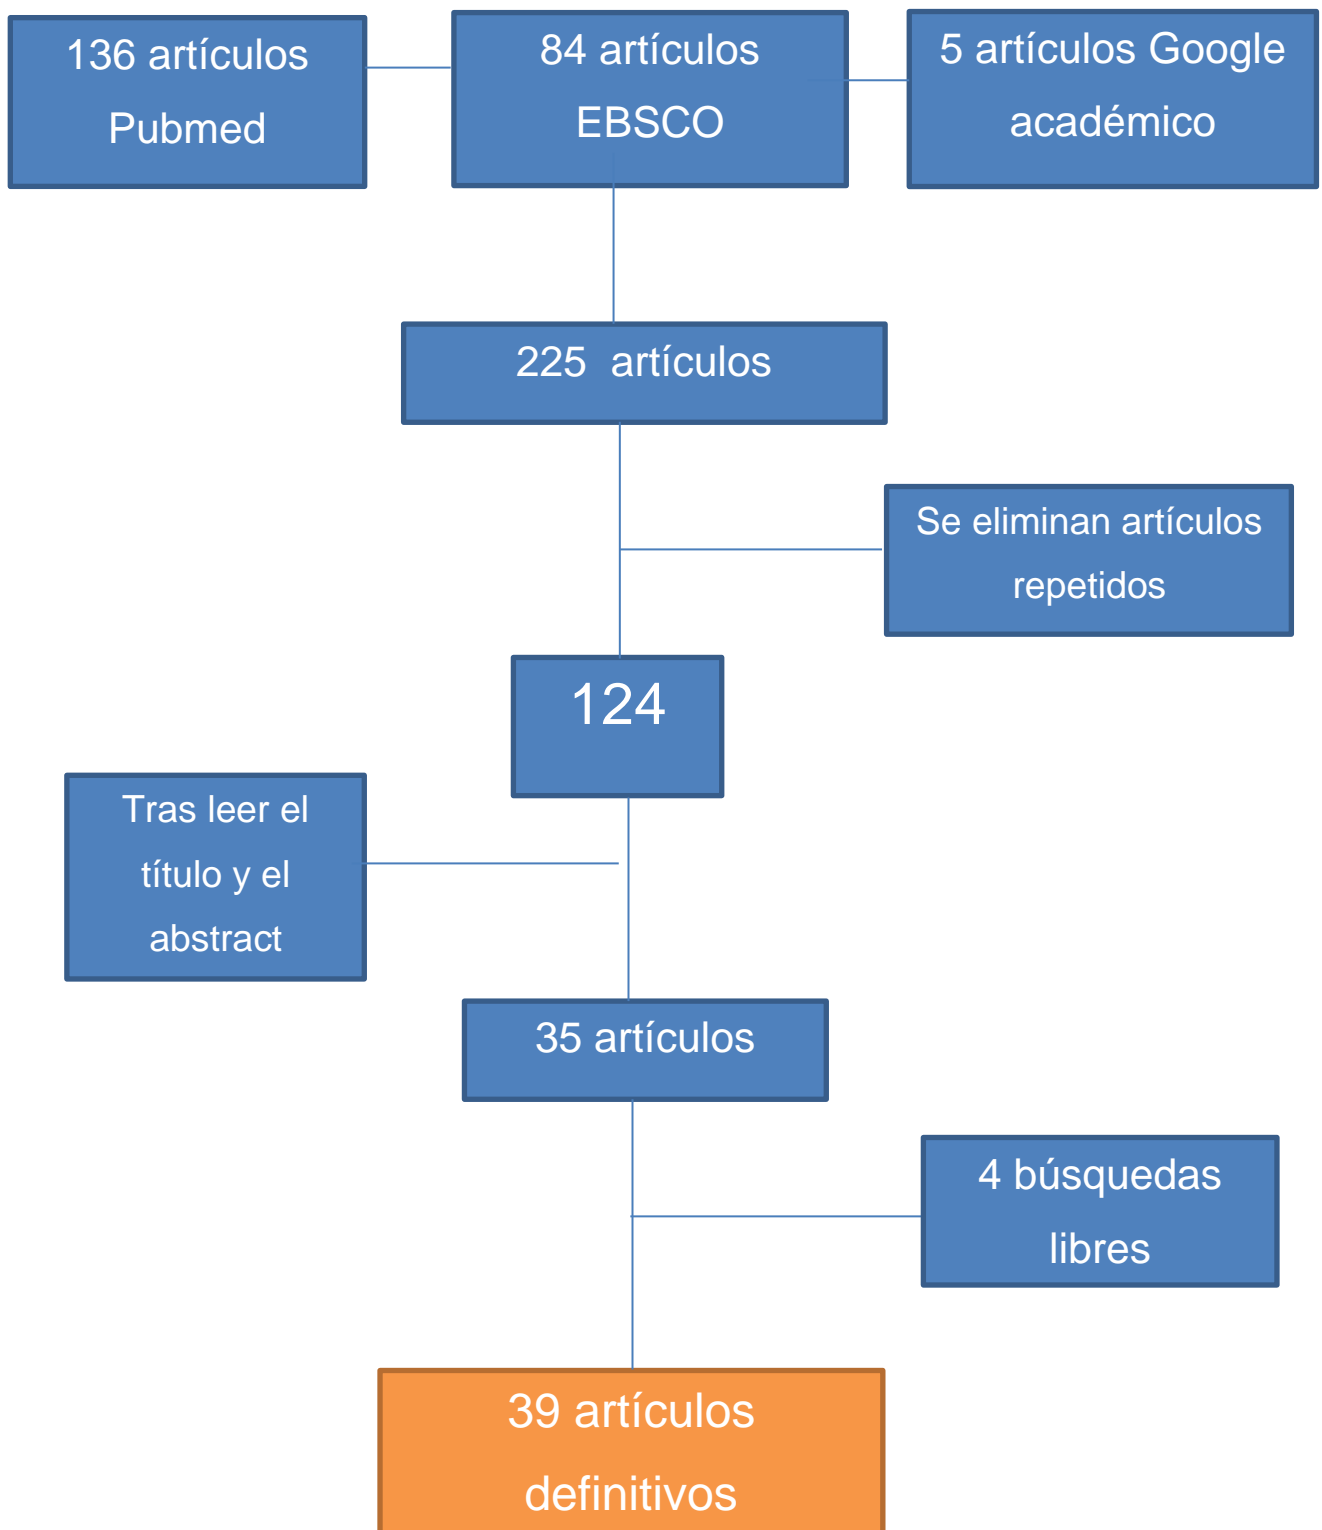 136 artículos
Pubmed
84 artículos
EBSCO
5 artículos Google
académico
225 artículos
Se eliminan artículos
repetidos
124
Tras leer el
título y el
abstract
35 artículos
4 búsquedas
libres
39 artículos
definitivos